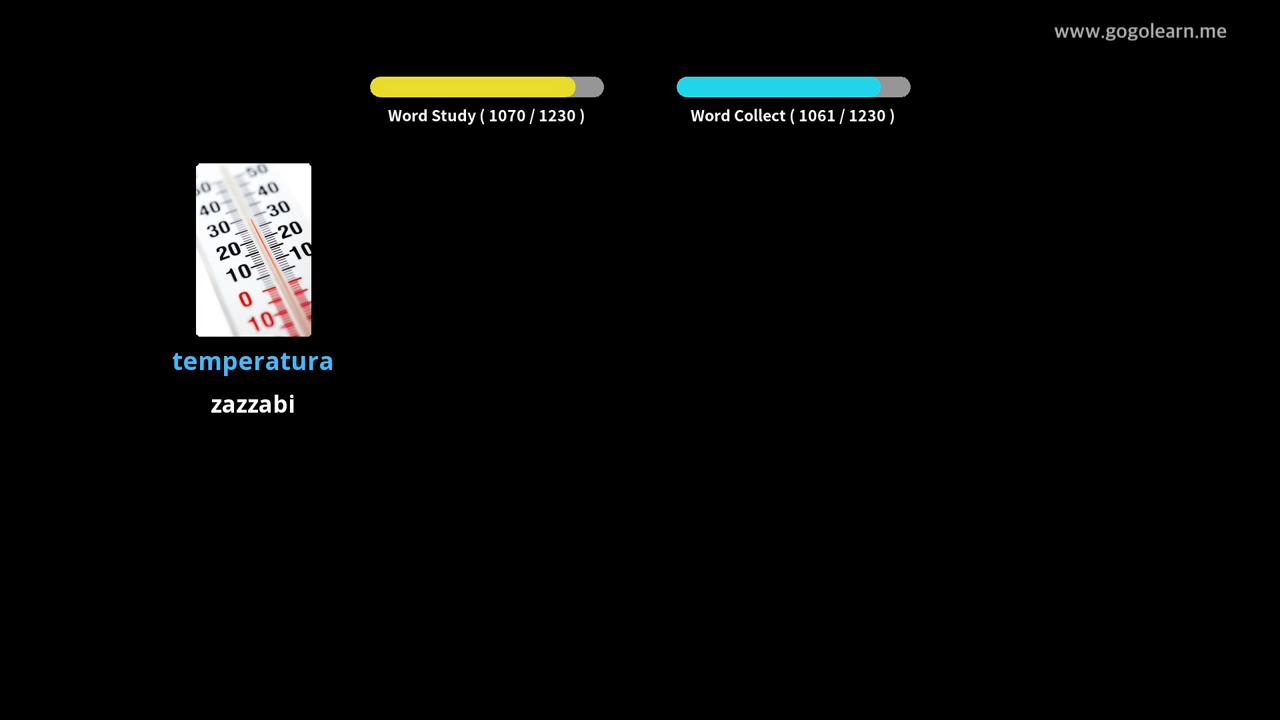 www.gogolearn.me
Word Study ( 1070 / 1230 )
Word Collect ( 1061 / 1230 )
50
50
40
40
30
30
20
20
10
10
0
10
temperatura
zazzabi